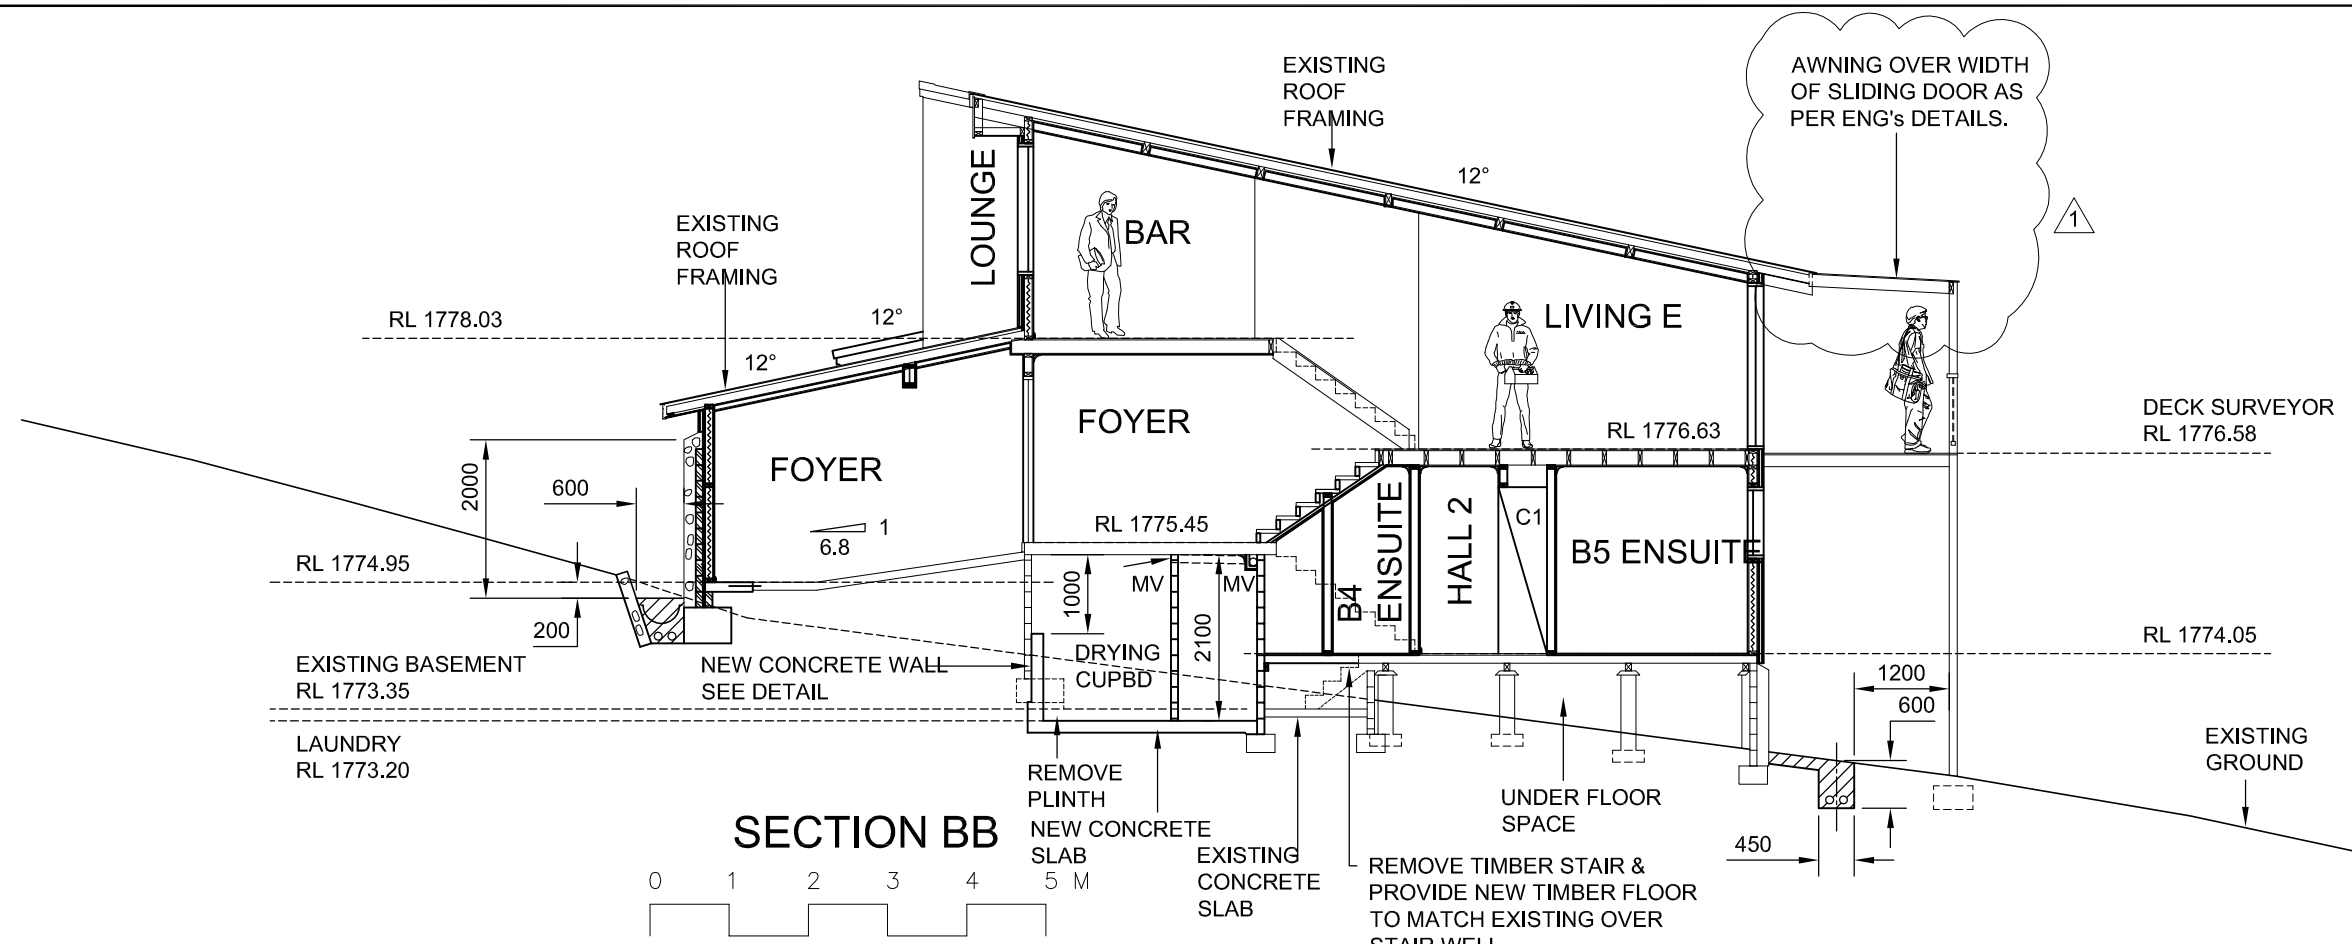 EXISTING
ROOF
FRAMING
AWNING OVER WIDTH
OF SLIDING DOOR AS
PER ENG's DETAILS.
1
12°
LOUNGE
BAR
EXISTING
ROOF
FRAMING
LIVING E
RL 1778.03
12°
12°
DECK SURVEYOR
RL 1776.58
RL 1776.63
FOYER
FOYER
2000
600
1
6.8
RL 1775.45
RL 1774.95
MV
MV
1000
2100
B4
ENSUITE
HALL 2
C1
B5 ENSUITE
200
RL 1774.05
EXISTING BASEMENT
RL 1773.35
NEW CONCRETE WALL
SEE DETAIL
DRYING
CUPBD
1200
600
LAUNDRY
RL 1773.20
EXISTING
GROUND
REMOVE
PLINTH
NEW CONCRETE
SLAB
UNDER FLOOR
SPACE
SECTION BB
EXISTING
CONCRETE
SLAB
450
REMOVE TIMBER STAIR &
PROVIDE NEW TIMBER FLOOR
TO MATCH EXISTING OVER
STAIR WELL
0 1 2 3 4 5 M